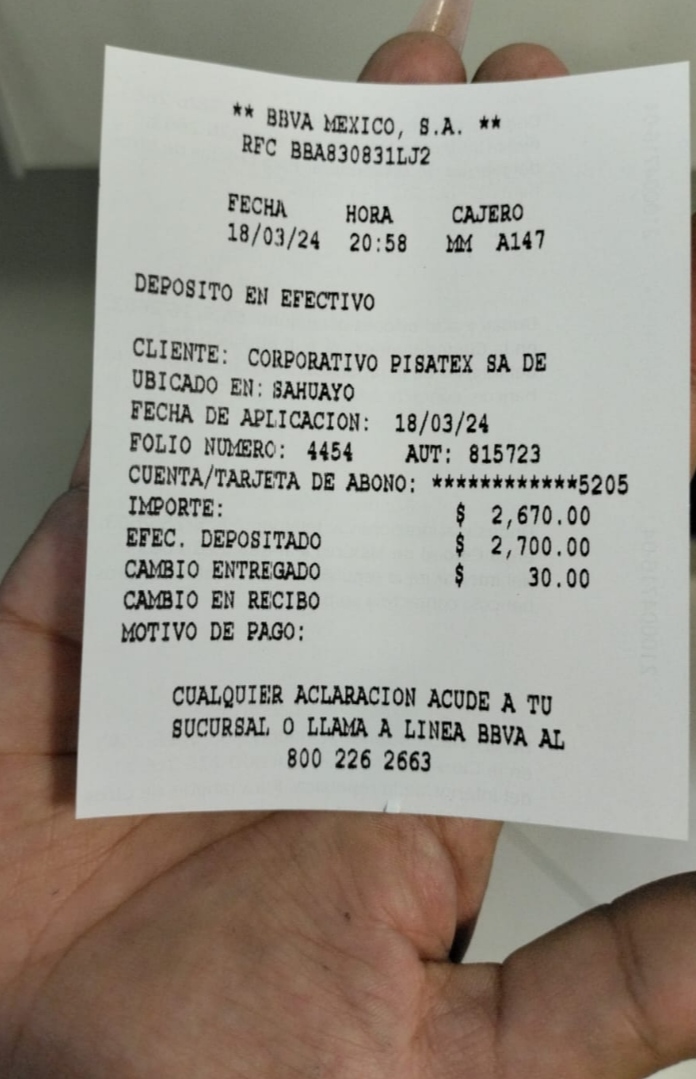 ** BBVA MEXICO, S.A. **
RFC BBA830831LJ2
FECHA HORA CAJERO
18/03/24 20:58 MM A147
DEPOSITO EN EFECTIVO
CLIENTE: CORPORATIVO PISATEX SA DE
UBICADO EN: SAHUAYO
FECHA DE APLICACION: 18/03/24
FOLIO NUMERO: 4454 AUT: 815723
CUENTA/TARJETA DE ABONO: ************5205
IMPORTE: $ 2,670.00
EFEC. DEPOSITADO $ 2,700.00
CAMBIO ENTREGADO $ 30.00
CAMBIO EN RECIBO
MOTIVO DE PAGO:
CUALQUIER ACLARACION ACUDE A TU
SUCURSAL O LLAMA A LINEA BBVA AL
800 226 2663